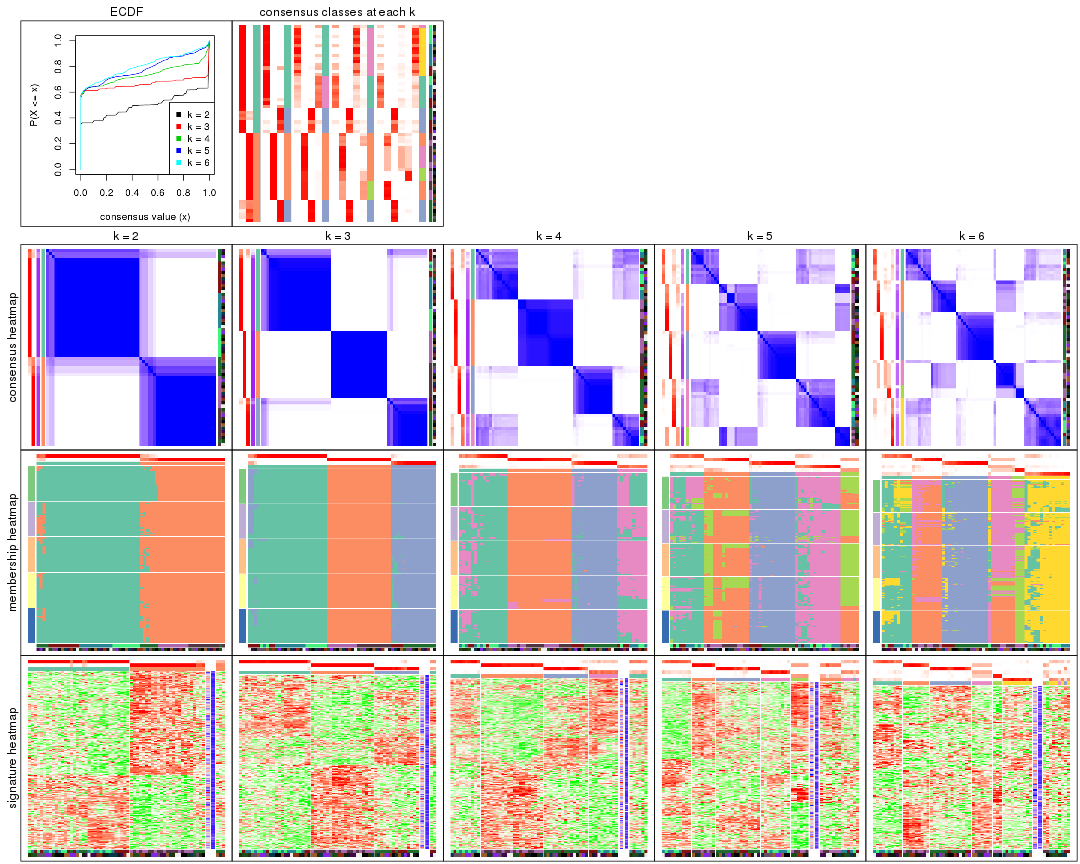 ECDF
consensus classes at each k
P(X <= x)
0.0 0.2 0.4 0.6 0.8 1.0
k = 2
k = 3
k = 4
k = 5
k = 6
0.0 0.2 0.4 0.6 0.8 1.0
consensus value (x)
k = 2
k = 3
k = 4
k = 5
k = 6
consensus heatmap
membership heatmap
signature heatmap